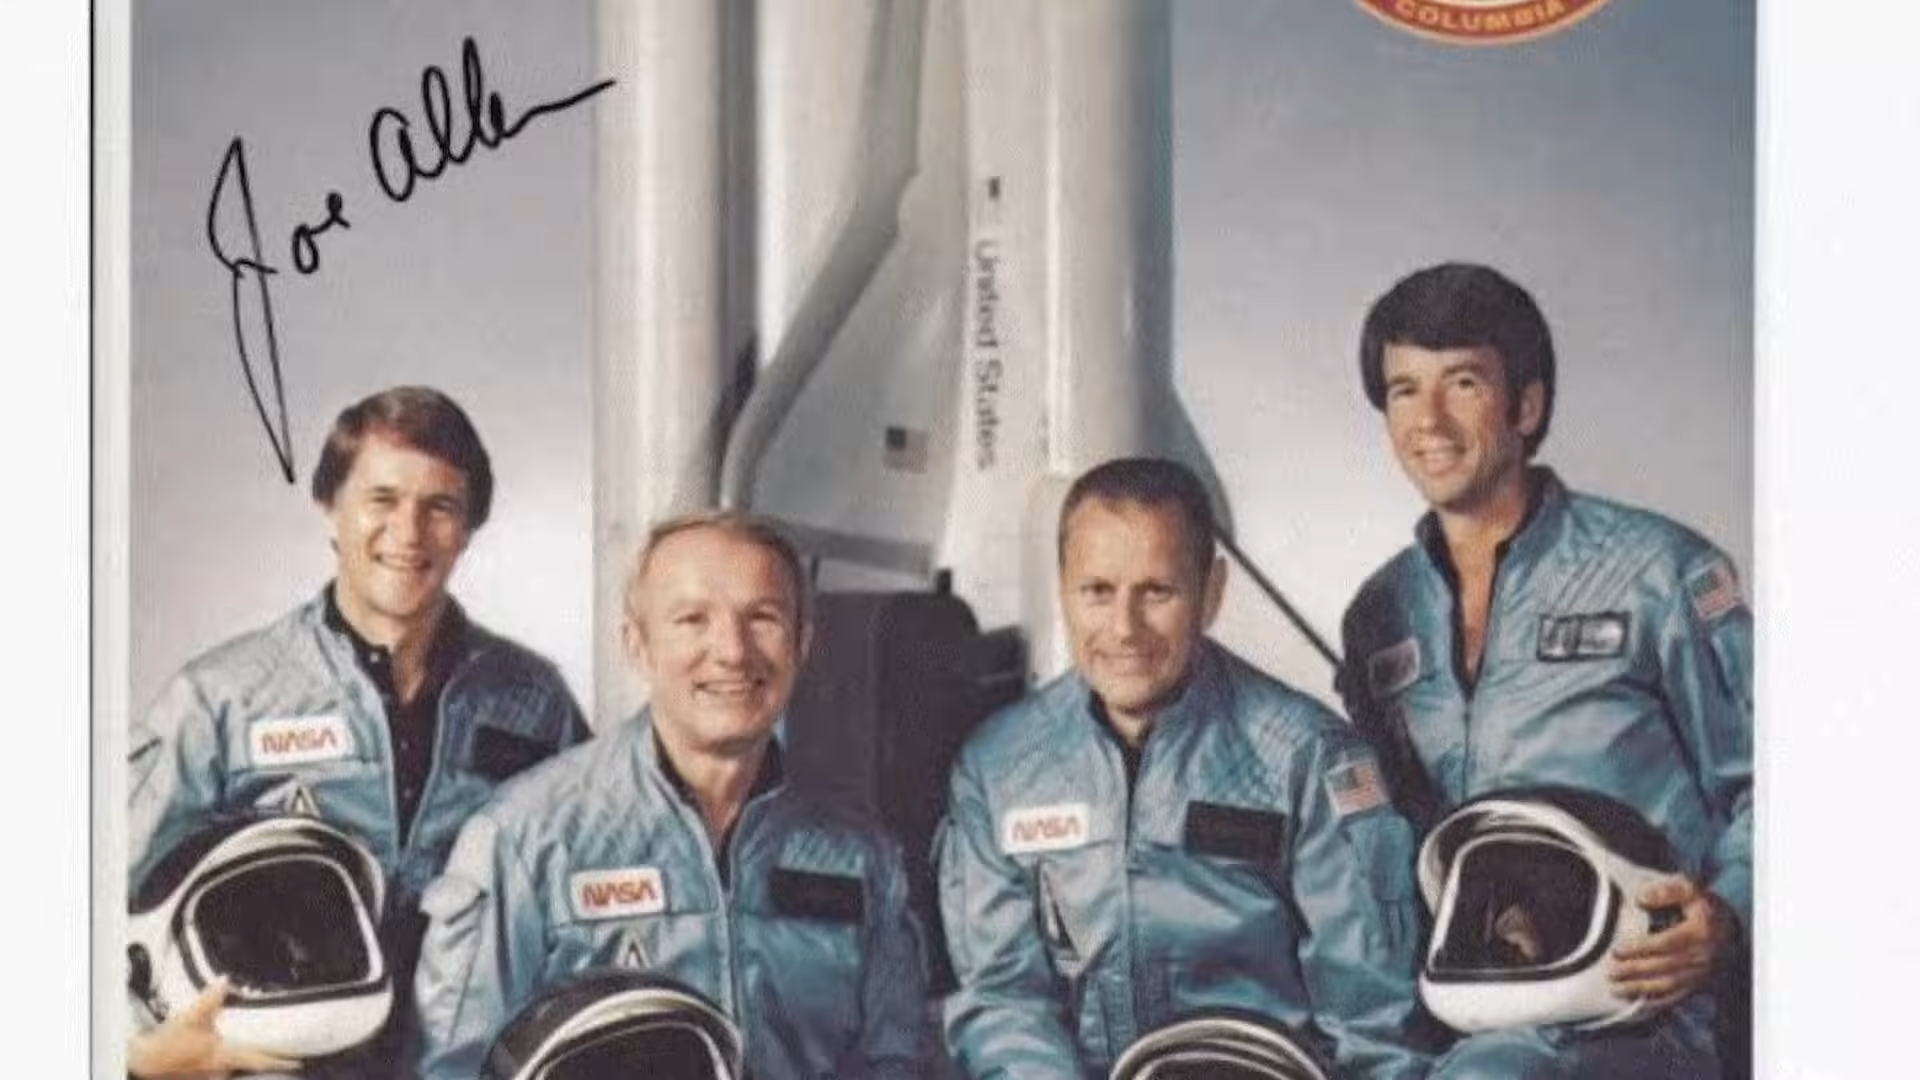 COLUMBIA
Joe Allen
United States
NASA
NASA
NASA